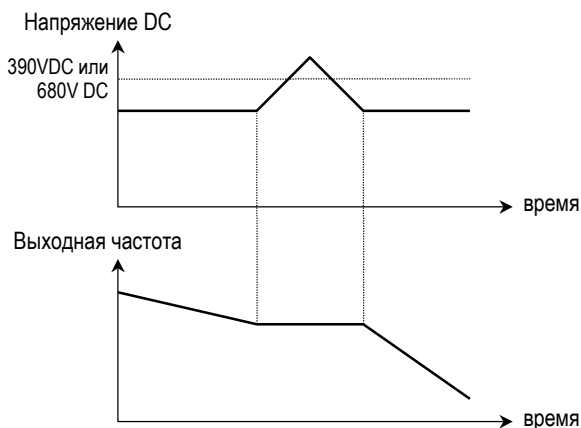 Напряжение DC
390VDC или
680V DC
время
Выходная частота
время